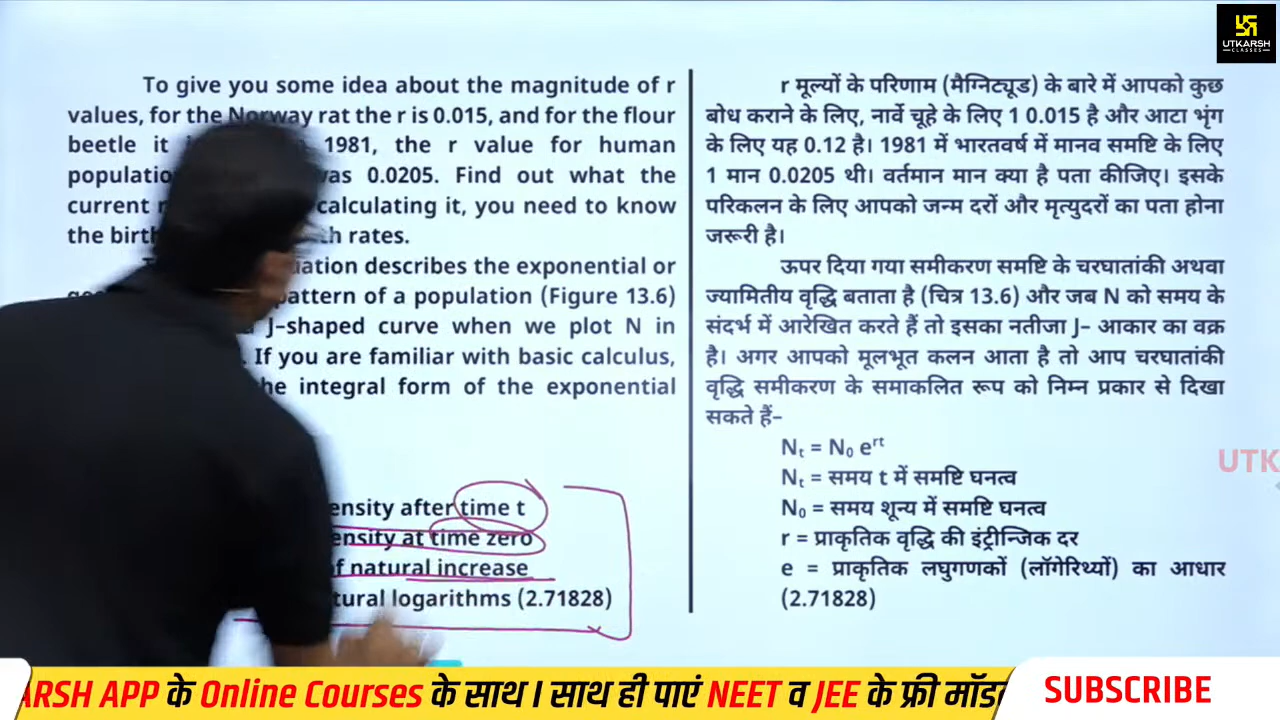 UTKARSH
CLASSES
To give you some idea about the magnitude of r
values, for the Norway rat the r is 0.015, and for the flour
beetle it 1981, the r value for human
was 0.0205. Find out what the
current calculating it, you need to know
the rates.
describes the exponential or
pattern of a population (Figure 13.6)
J-shaped curve when we plot N in
If you are familiar with basic calculus,
integral form of the exponential
after time t
at time zero
natural increase
logarithms (2.71828)
r मूल्यों के परिणाम (मैग्निट्यूड) के बारे में आपको कुछ
बोध कराने के लिए, नार्वे चूहे के लिए 1 0.015 है और आटा भृंग
के लिए यह 0.12 है। 1981 में भारतवर्ष में मानव समष्टि के लिए
1 मान 0.0205 थी। वर्तमान मान क्या है पता कीजिए। इसके
परिकलन के लिए आपको जन्म दरों और मृत्युदरों का पता होना
जरूरी है।
ऊपर दिया गया समीकरण समष्टि के चरघातांकी अथवा
ज्यामितीय वृद्धि बताता है (चित्र 13.6) और जब N को समय के
संदर्भ में आरेखित करते हैं तो इसका नतीजा J- आकार का वक्र
है। अगर आपको मूलभूत कलन आता है तो आप चरघातांकी
वृद्धि समीकरण के समाकलित रूप को निम्न प्रकार से दिखा
सकते हैं-
Nₜ = N₀ eʳᵗ
Nₜ = समय t में समष्टि घनत्व
N₀ = समय शून्य में समष्टि घनत्व
r = प्राकृतिक वृद्धि की इंट्रीन्जिक दर
e = प्राकृतिक लघुगणकों (लॉगेरिथ्यों) का आधार
(2.71828)
UTK
ARSH APP के Online Courses के साथ। साथ ही पाएं NEET व JEE के फ्री
SUBSCRIBE